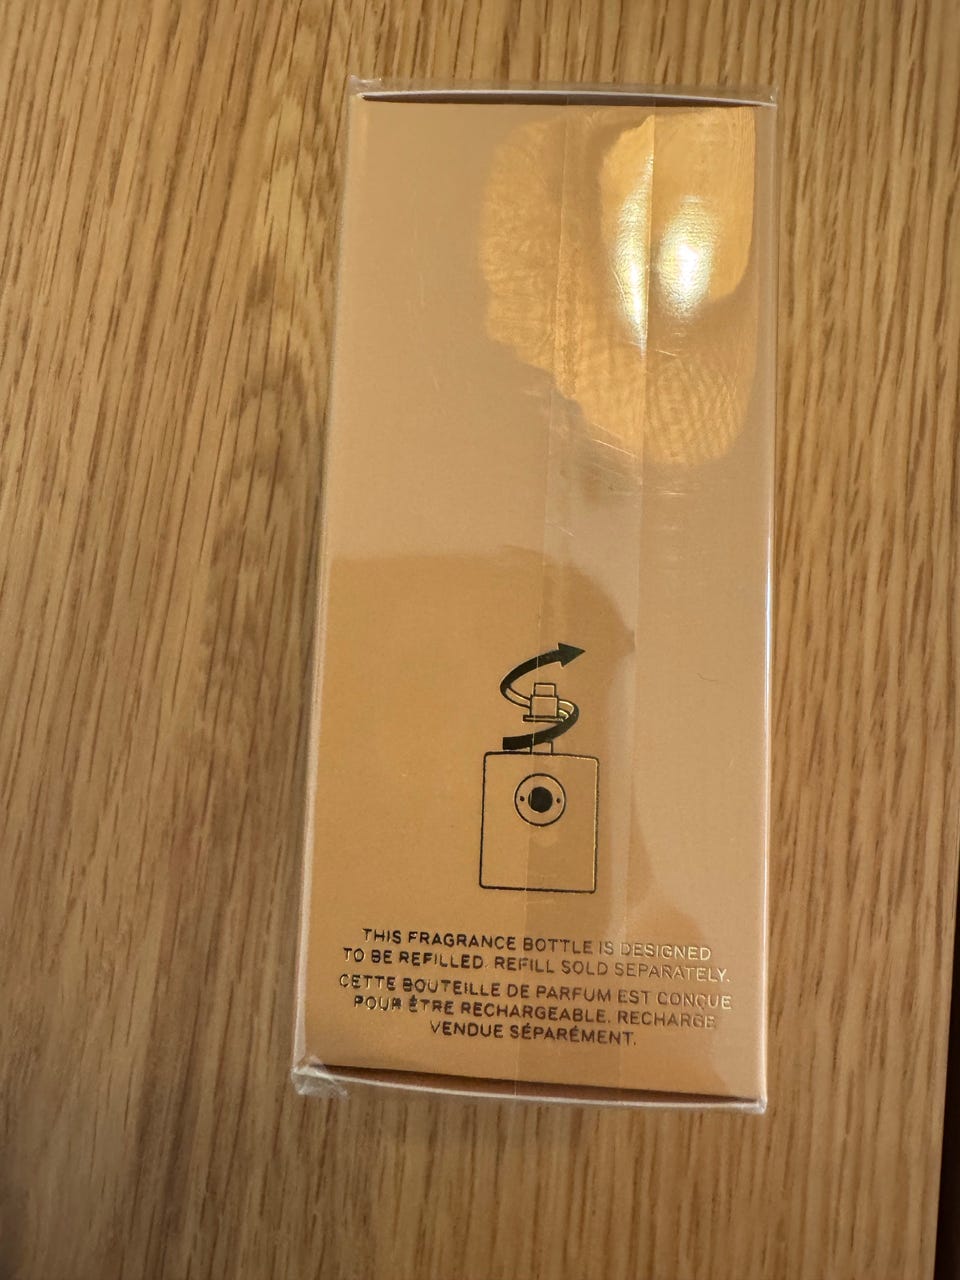 THIS FRAGRANCE BOTTLE IS DESIGNED
TO BE REFILLED. REFILL SOLD SEPARATELY.
CETTE BOUTEILLE DE PARFUM EST CONÇUE
POUR ÊTRE RECHARGEABLE. RECHARGE
VENDUE SÉPARÉMENT.